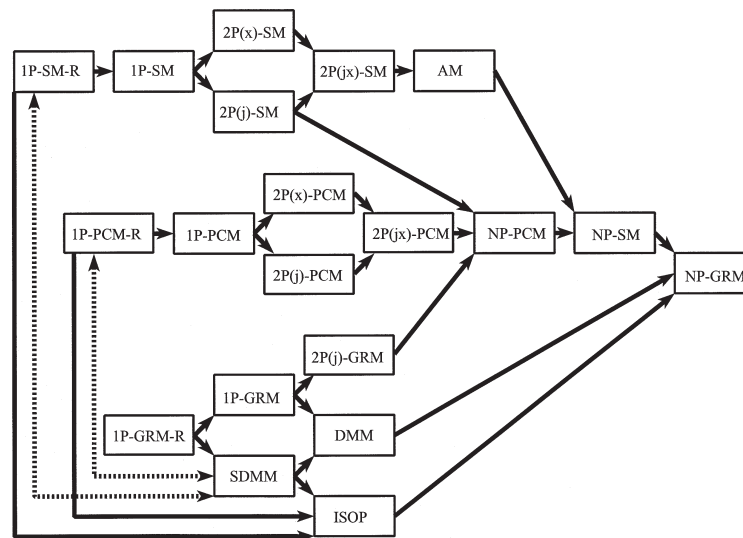 2P(x)-SM
1P-SM-R
1P-SM
2P(jx)-SM
AM
2P(j)-SM
2P(x)-PCM
1P-PCM-R
1P-PCM
2P(jx)-PCM
NP-PCM
NP-SM
2P(j)-PCM
NP-GRM
2P(j)-GRM
1P-GRM
1P-GRM-R
DMM
SDMM
ISOP